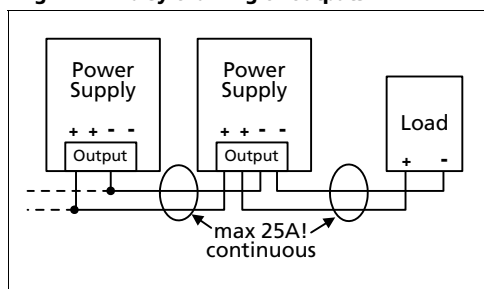 Power
Supply
+ + - -
Output
Power
Supply
+ + - -
Output
Load
+ -
max 25A!
continuous